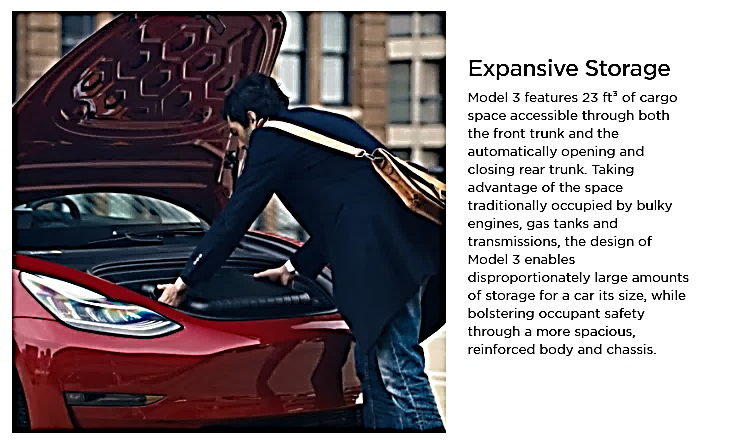 Expansive Storage
Model 3 features 23 ft³ of cargo
space accessible through both
the front trunk and the
automatically opening and
closing rear trunk. Taking
advantage of the space
traditionally occupied by bulky
engines, gas tanks and
transmissions, the design of
Model 3 enables
disproportionately large amounts
of storage for a car its size, while
bolstering occupant safety
through a more spacious,
reinforced body and chassis.